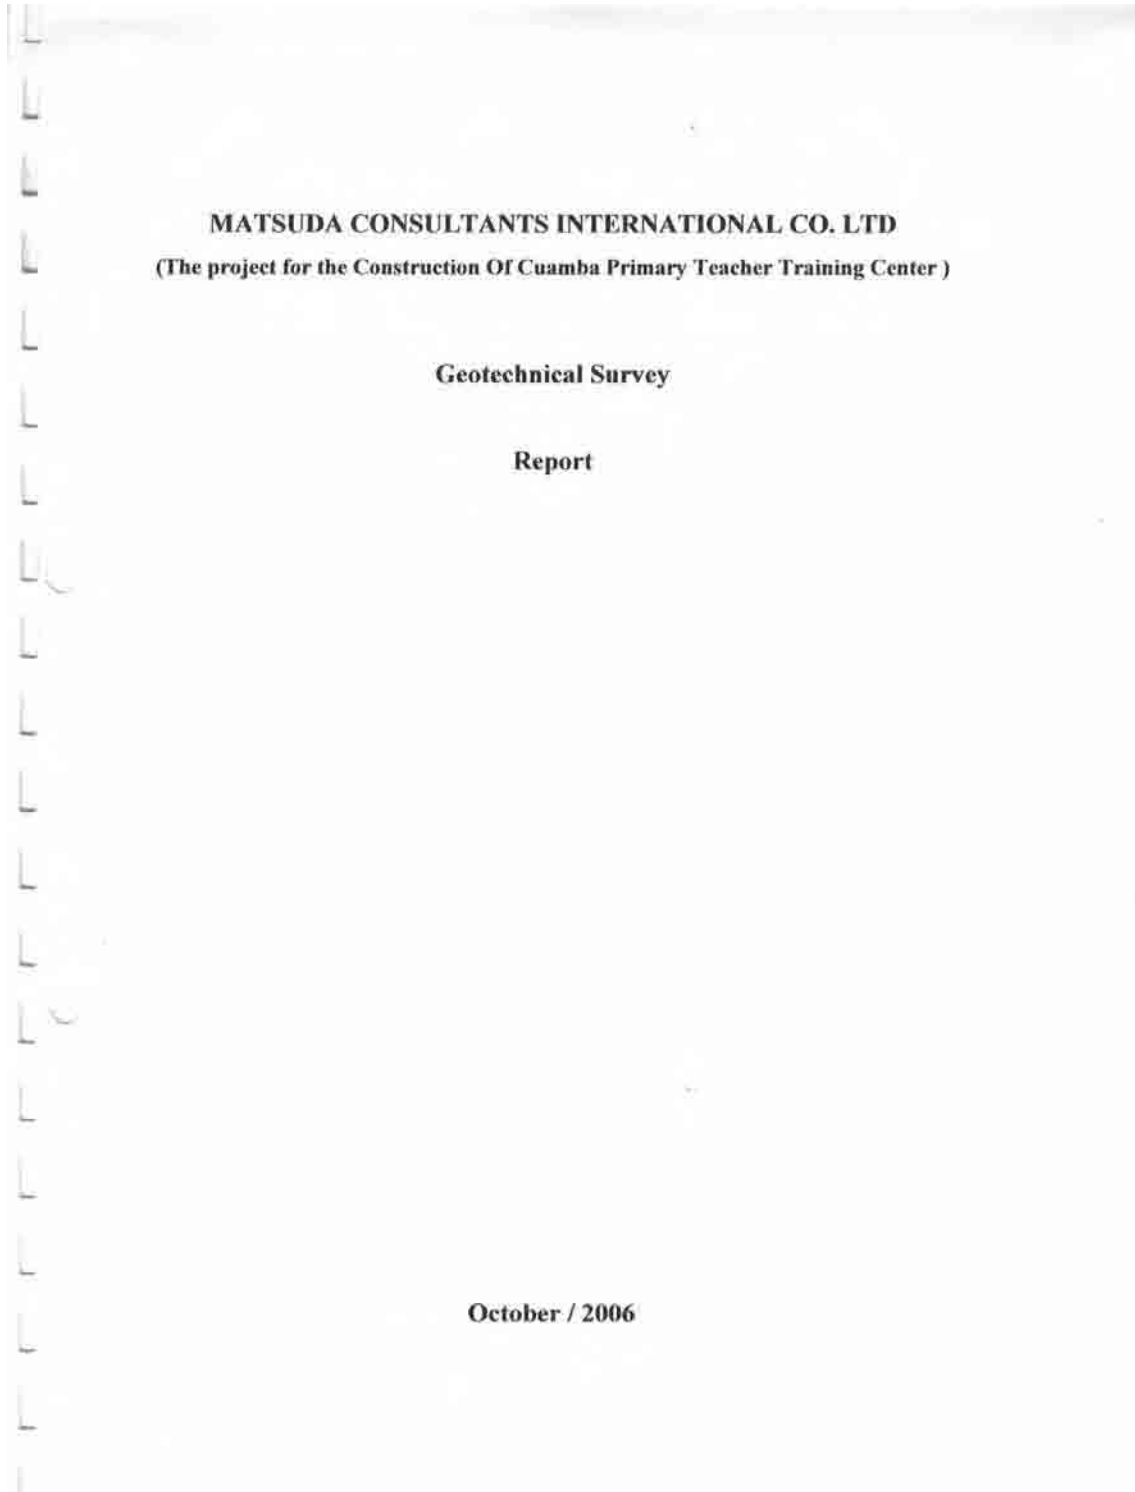 MATSUDA CONSULTANTS INTERNATIONAL CO. LTD
(The project for the Construction Of Cuamba Primary Teacher Training Center )
Geotechnical Survey
Report
October / 2006